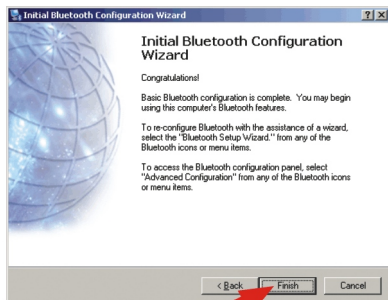 Initial Bluetooth Configuration Wizard
Initial Bluetooth Configuration
Wizard
Congratulations!
Basic Bluetooth configuration is complete. You may begin
using this computer's Bluetooth features.
To re-configure Bluetooth with the assistance of a wizard,
select the "Bluetooth Setup Wizard." from any of the
Bluetooth icons or menu items.
To access the Bluetooth configuration panel, select
"Advanced Configuration" from any of the Bluetooth icons
or menu items.
< Back Finish Cancel